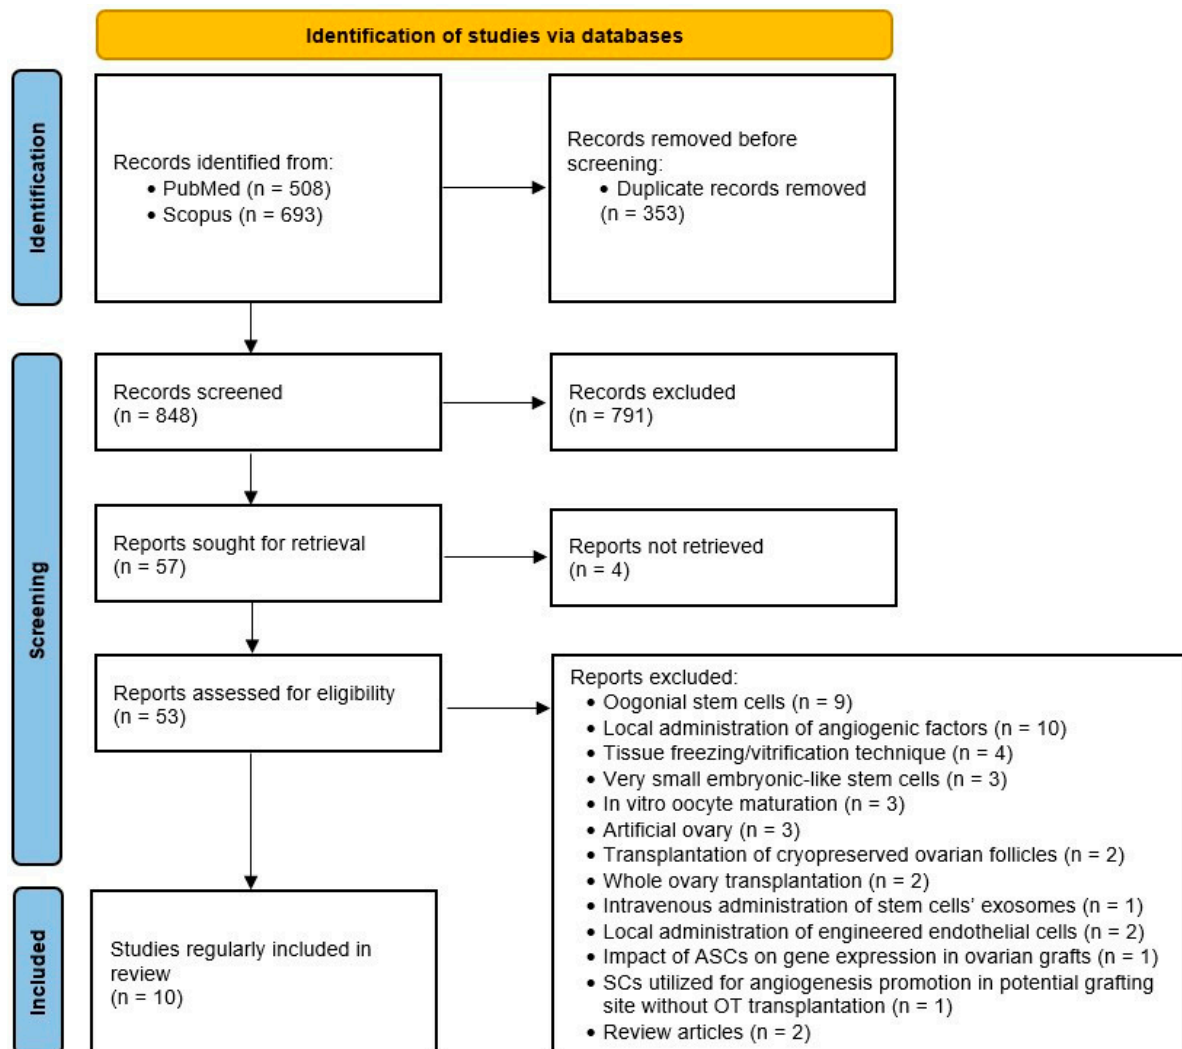 Identification of studies via databases
Identification
Records identified from:
• PubMed (n = 508)
• Scopus (n = 693)
Records removed before
screening:
• Duplicate records removed
(n = 353)
Screening
Records screened
(n = 848)
Records excluded
(n = 791)
Reports sought for retrieval
(n = 57)
Reports not retrieved
(n = 4)
Reports assessed for eligibility
(n = 53)
Reports excluded:
• Oogonial stem cells (n = 9)
• Local administration of angiogenic factors (n = 10)
• Tissue freezing/vitrification technique (n = 4)
• Very small embryonic-like stem cells (n = 3)
• In vitro oocyte maturation (n = 3)
• Artificial ovary (n = 3)
• Transplantation of cryopreserved ovarian follicles (n = 2)
• Whole ovary transplantation (n = 2)
• Intravenous administration of stem cells’ exosomes (n = 1)
• Local administration of engineered endothelial cells (n = 2)
• Impact of ASCs on gene expression in ovarian grafts (n = 1)
• SCs utilized for angiogenesis promotion in potential grafting
site without OT transplantation (n = 1)
• Review articles (n = 2)
Included
Studies regularly included in
review
(n = 10)